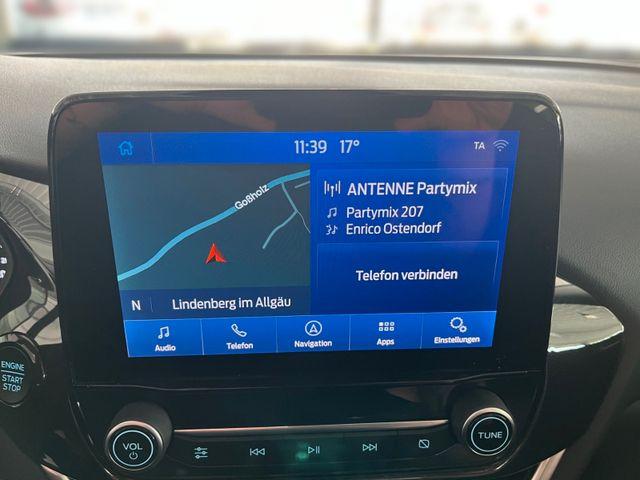 11:39 17° TA
Goßholz
ANTENNE Partymix
Partymix 207
Enrico Ostendorf
Telefon verbinden
N Lindenberg im Allgäu
Audio Telefon Navigation Apps Einstellungen
ENGINE
START
STOP
VOL
TUNE